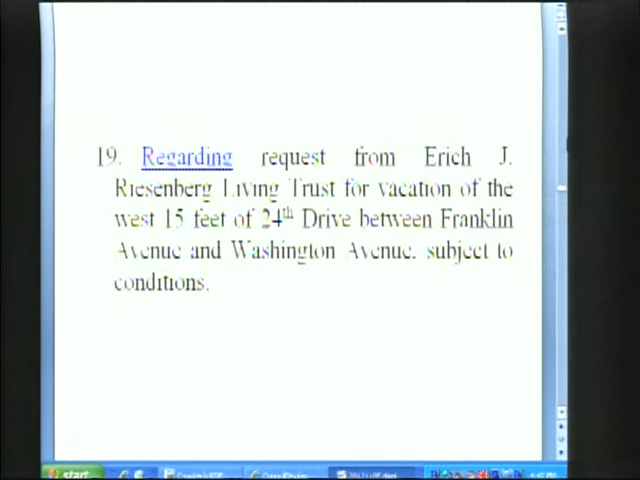 19. Regarding request from Erich J.
Riesenberg Living Trust for vacation of the
west 15 feet of 24th Drive between Franklin
Avenue and Washington Avenue, subject to
conditions.
start